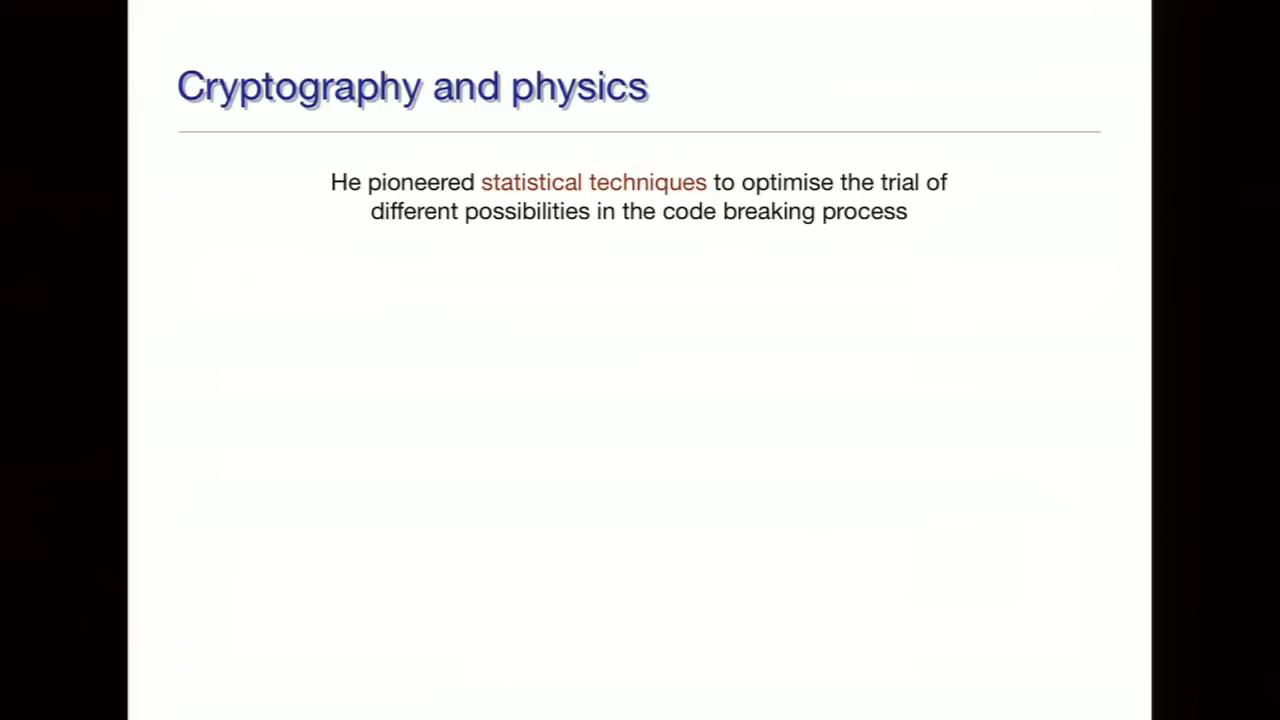 Cryptography and physics
He pioneered statistical techniques to optimise the trial of
different possibilities in the code breaking process